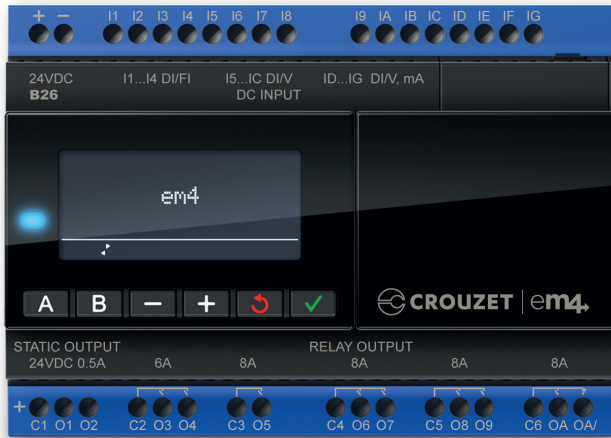 + − I1 I2 I3 I4 I5 I6 I7 I8 I9 IA IB IC ID IE IF IG
24VDC I1...I4 DI/FI I5...IC DI/V ID...IG DI/V, mA
B26 DC INPUT
em4
A B − +
CROUZET | em4
STATIC OUTPUT RELAY OUTPUT
24VDC 0.5A 6A 8A 8A 8A 8A
+ C1 O1 O2 C2 O3 O4 C3 O5 C4 O6 O7 C5 O8 O9 C6 OA OA/